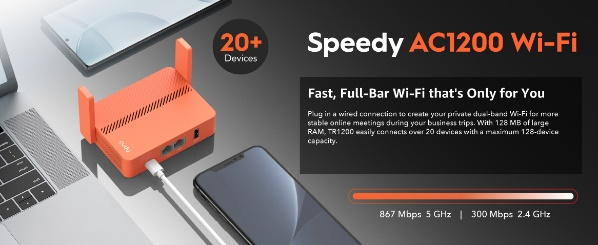 20+
Devices
Speedy AC1200 Wi-Fi
Fast, Full-Bar Wi-Fi that's Only for You
Plug in a wired connection to create your private dual-band Wi-Fi for more
stable online meetings during your business trips. With 128 MB of large
RAM, TR1200 easily connects over 20 devices with a maximum 128-device
capacity.
867 Mbps 5 GHz | 300 Mbps 2.4 GHz
cudy